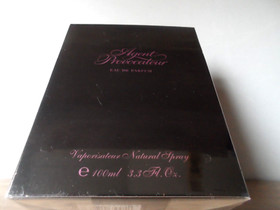 Agent
Provocateur
EAU DE PARFUM
Vaporisateur Natural Spray
e 100ml 3.3 Fl. Oz.